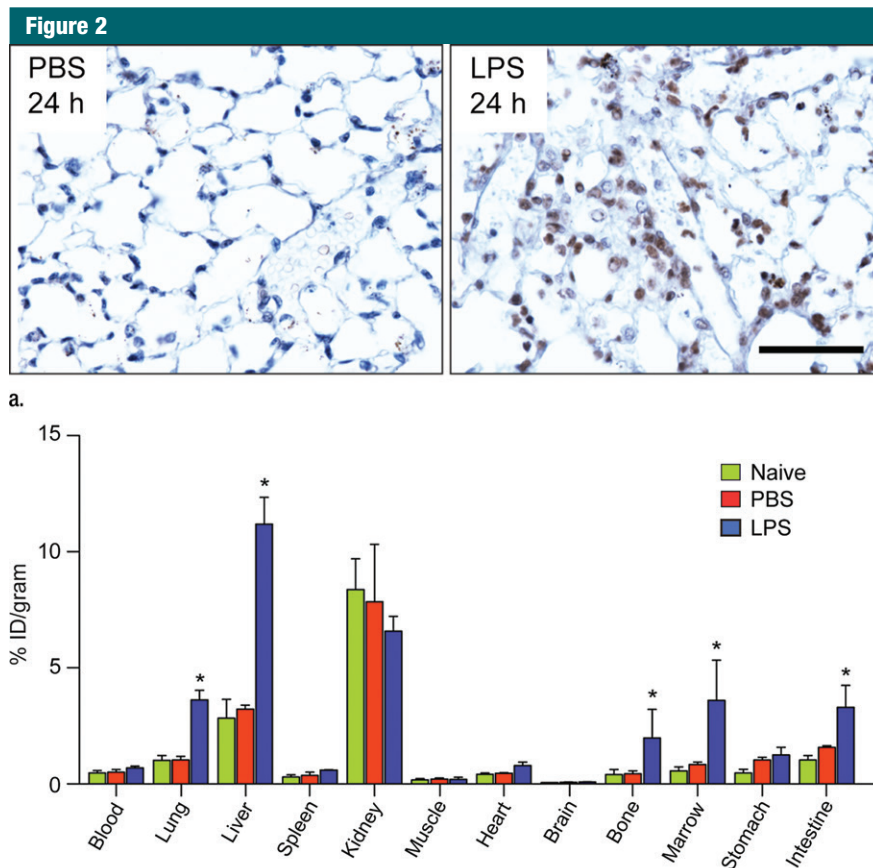 Figure 2
PBS
24 h
LPS
24 h
a.
15
10
5
0
% ID/gram
Naive
PBS
LPS
*
*
*
*
*
Blood
Lung
Liver
Spleen
Kidney
Muscle
Heart
Brain
Bone
Marrow
Stomach
Intestine